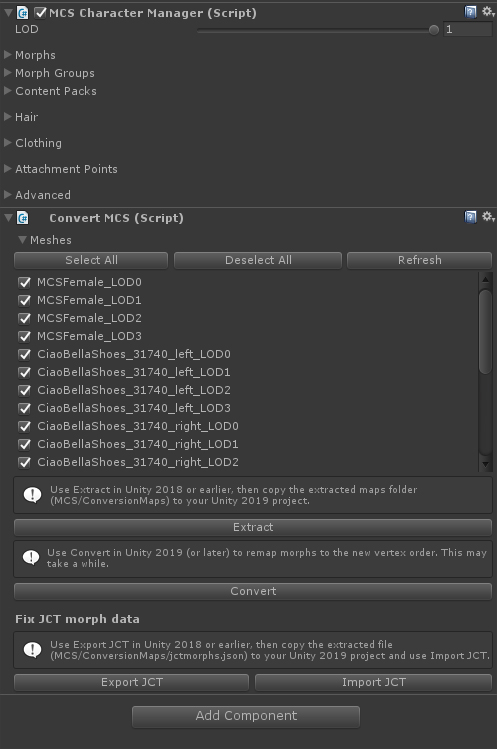 MCS Character Manager (Script)
LOD 1
Morphs
Morph Groups
Content Packs
Hair
Clothing
Attachment Points
Advanced
Convert MCS (Script)
Meshes
Select All Deselect All Refresh
MCSFemale_LOD0
MCSFemale_LOD1
MCSFemale_LOD2
MCSFemale_LOD3
CiaoBellaShoes_31740_left_LOD0
CiaoBellaShoes_31740_left_LOD1
CiaoBellaShoes_31740_left_LOD2
CiaoBellaShoes_31740_left_LOD3
CiaoBellaShoes_31740_right_LOD0
CiaoBellaShoes_31740_right_LOD1
CiaoBellaShoes_31740_right_LOD2
Use Extract in Unity 2018 or earlier, then copy the extracted maps folder
(MCS/ConversionMaps) to your Unity 2019 project.
Extract
Use Convert in Unity 2019 (or later) to remap morphs to the new vertex order. This may
take a while.
Convert
Fix JCT morph data
Use Export JCT in Unity 2018 or earlier, then copy the extracted file
(MCS/ConversionMaps/jctmorphs.json) to your Unity 2019 project and use Import JCT.
Export JCT Import JCT
Add Component